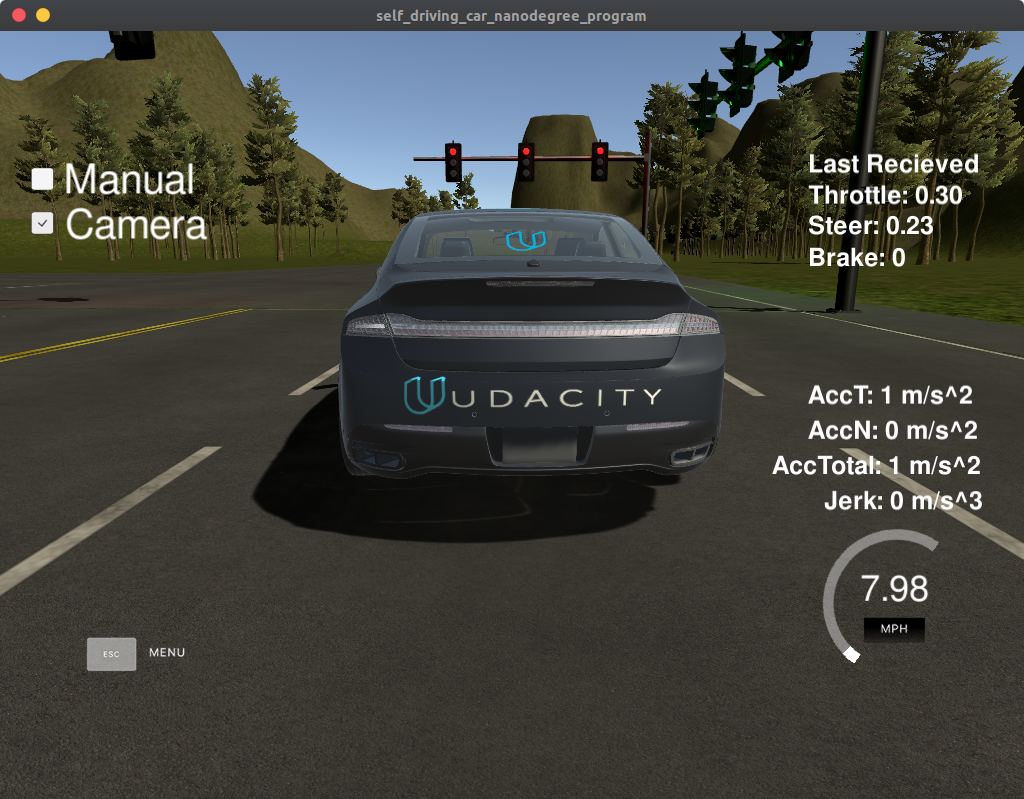 self_driving_car_nanodegree_program
Manual
Camera
Last Recieved
Throttle: 0.30
Steer: 0.23
Brake: 0
UDACITY
AccT: 1 m/s^2
AccN: 0 m/s^2
AccTotal: 1 m/s^2
Jerk: 0 m/s^3
7.98
MPH
ESC MENU